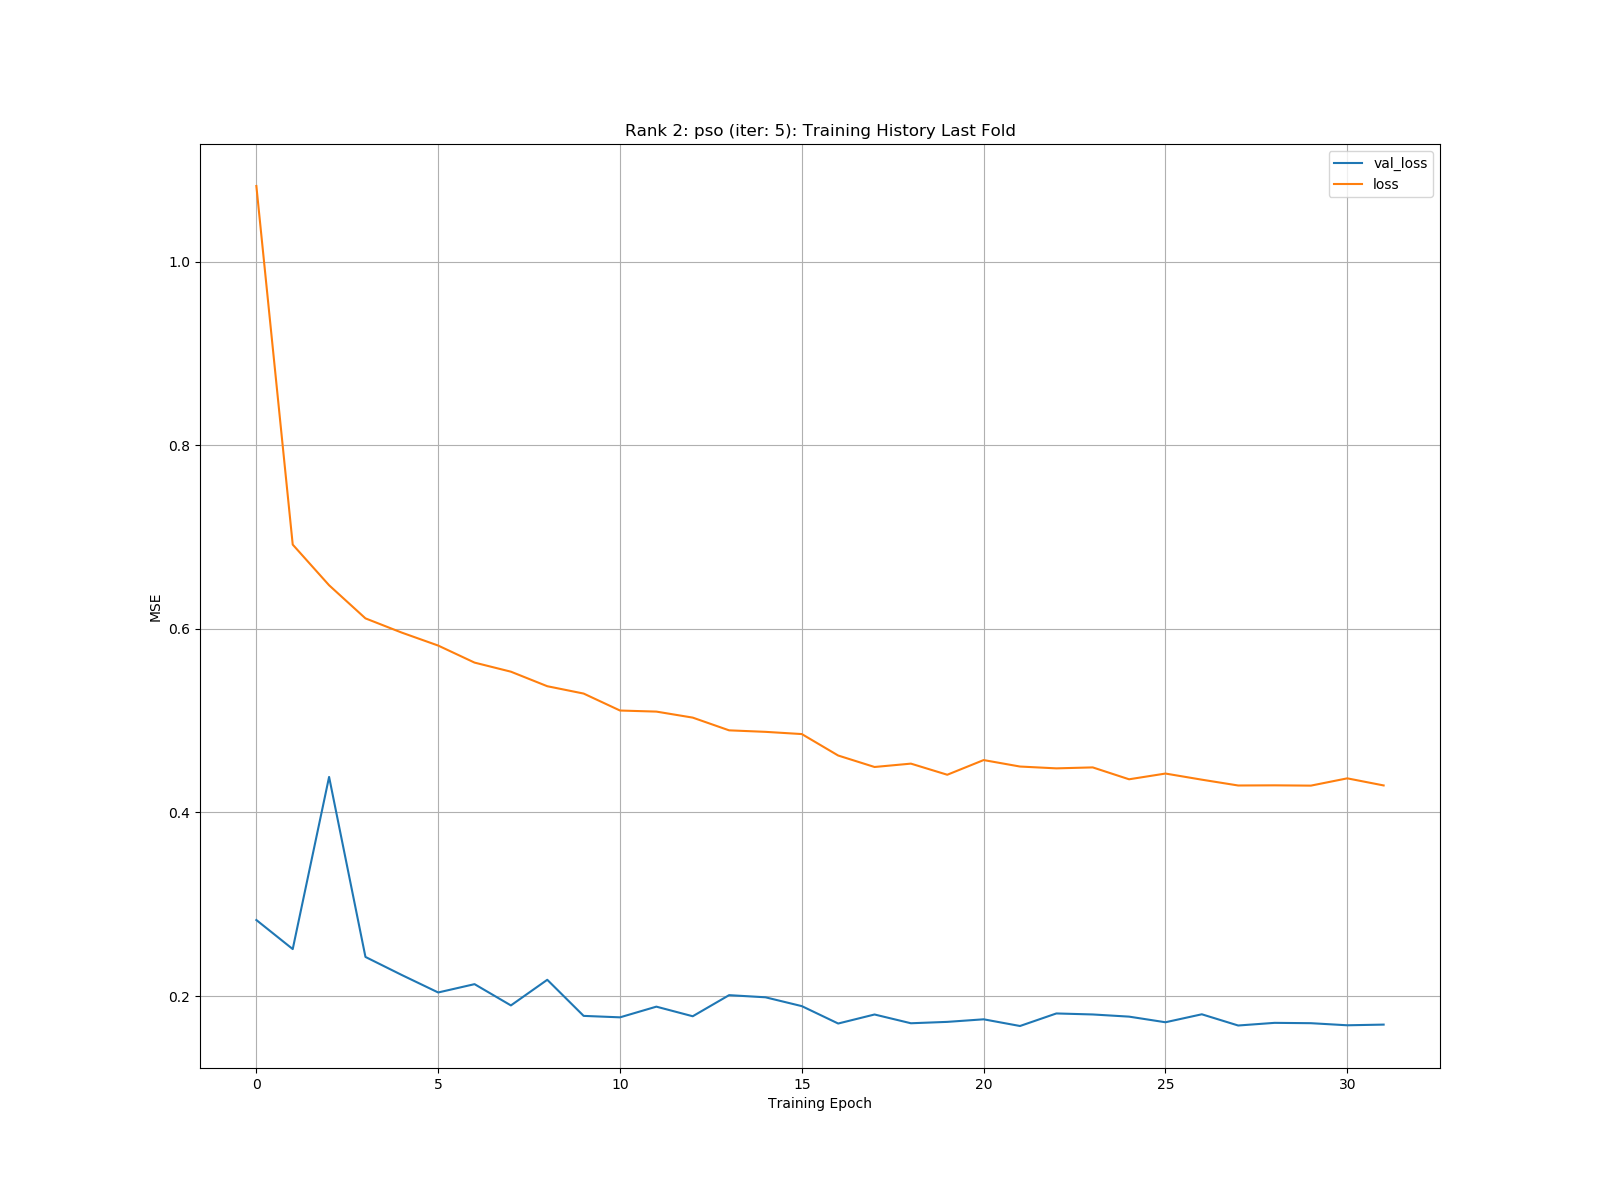 Rank 2: pso (iter: 5): Training History Last Fold
val_loss
loss
1.0
0.8
0.6
0.4
0.2
MSE
0 5 10 15 20 25 30
Training Epoch